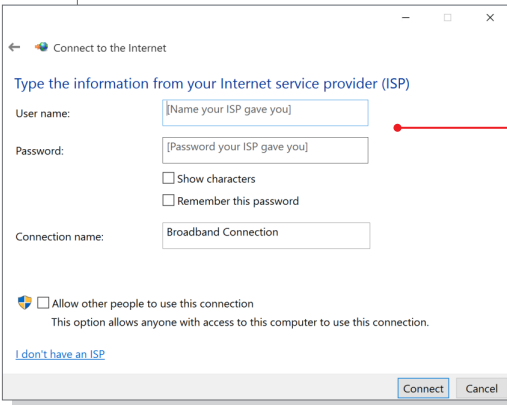 Connect to the Internet
Type the information from your Internet service provider (ISP)
User name:
[Name your ISP gave you]
Password:
[Password your ISP gave you]
Show characters
Remember this password
Connection name:
Broadband Connection
Allow other people to use this connection
This option allows anyone with access to this computer to use this connection.
I don't have an ISP
Connect
Cancel